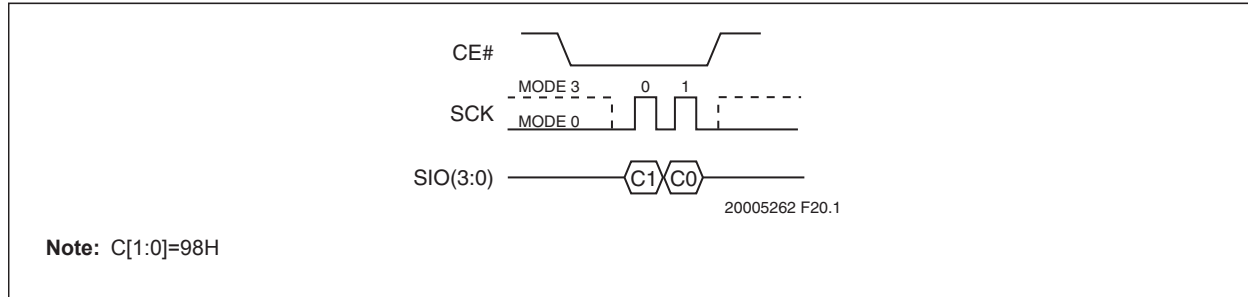 CE#
MODE 3 0 1
SCK
MODE 0
SIO(3:0) C1 C0
20005262 F20.1
Note: C[1:0]=98H